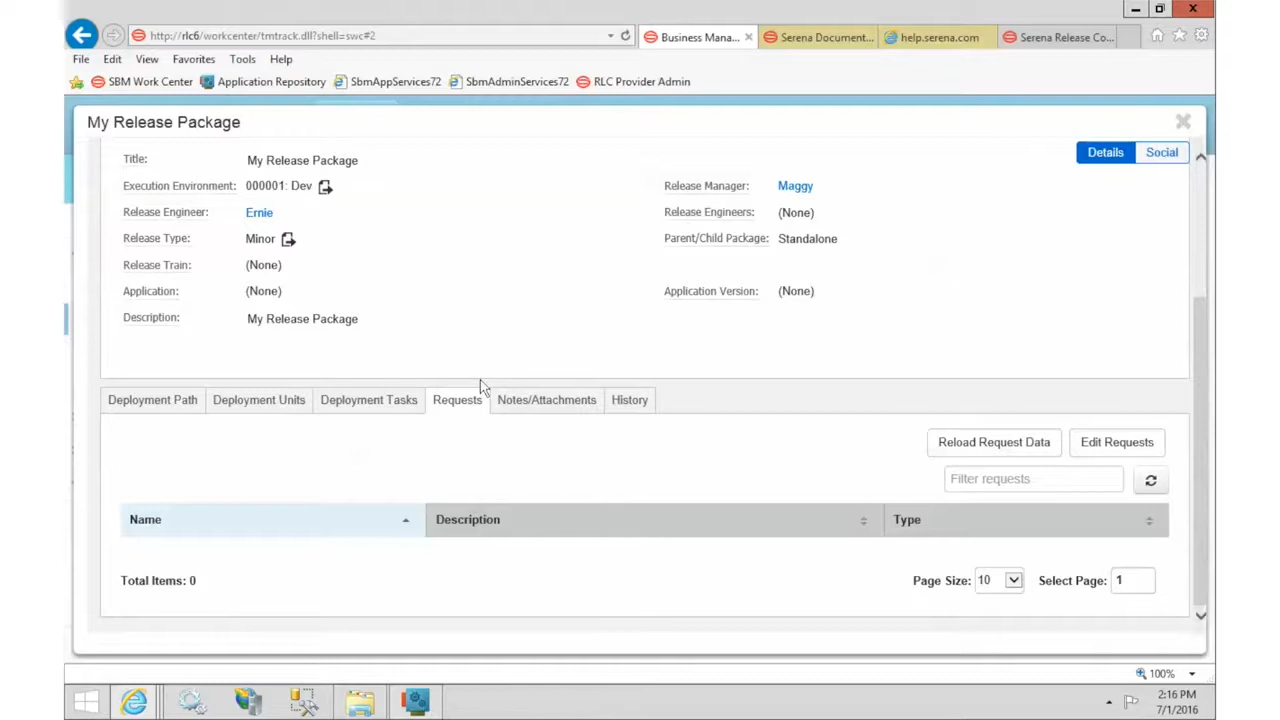 http://rlc6/workcenter/tmtrack.dll?shell=swc#2
Business Mana...
Serena Document...
help.serena.com
Serena Release Co...
File Edit View Favorites Tools Help
SBM Work Center Application Repository SbmAppServices72 SbmAdminServices72 RLC Provider Admin
My Release Package
Details Social
Title: My Release Package
Execution Environment: 000001: Dev Release Manager: Maggy
Release Engineer: Ernie Release Engineers: (None)
Release Type: Minor Parent/Child Package: Standalone
Release Train: (None)
Application: (None) Application Version: (None)
Description: My Release Package
Deployment Path Deployment Units Deployment Tasks Requests Notes/Attachments History
Reload Request Data Edit Requests
Filter requests
Name Description Type
Total Items: 0 Page Size: 10 Select Page: 1
100%
2:16 PM
7/1/2016